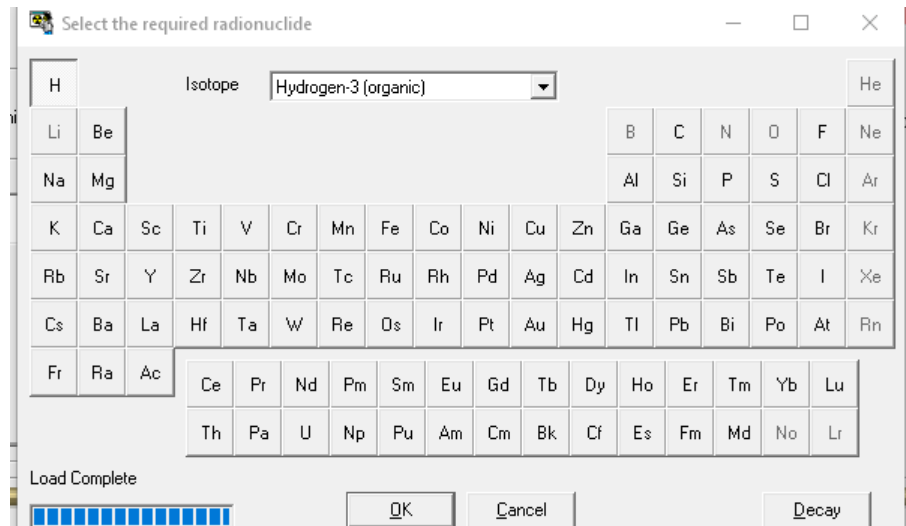 Select the required radionuclide
H Isotope Hydrogen-3 (organic) He
Li Be B C N O F Ne
Na Mg Al Si P S Cl Ar
K Ca Sc Ti V Cr Mn Fe Co Ni Cu Zn Ga Ge As Se Br Kr
Rb Sr Y Zr Nb Mo Tc Ru Rh Pd Ag Cd In Sn Sb Te I Xe
Cs Ba La Hf Ta W Re Os Ir Pt Au Hg Tl Pb Bi Po At Rn
Fr Ra Ac
Ce Pr Nd Pm Sm Eu Gd Tb Dy Ho Er Tm Yb Lu
Th Pa U Np Pu Am Cm Bk Cf Es Fm Md No Lr
Load Complete
OK Cancel Decay